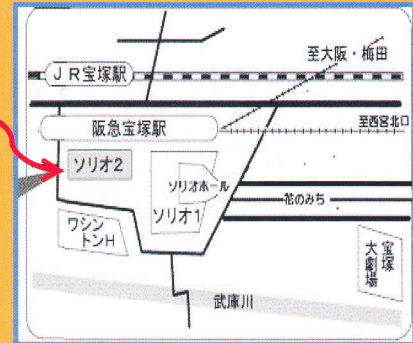 至大阪・梅田
JR宝塚駅
阪急宝塚駅
至西宮北口
ソリオ2
ソリオホール
ソリオ1
花のみち
ワシン
トンH
宝塚
大劇場
武庫川